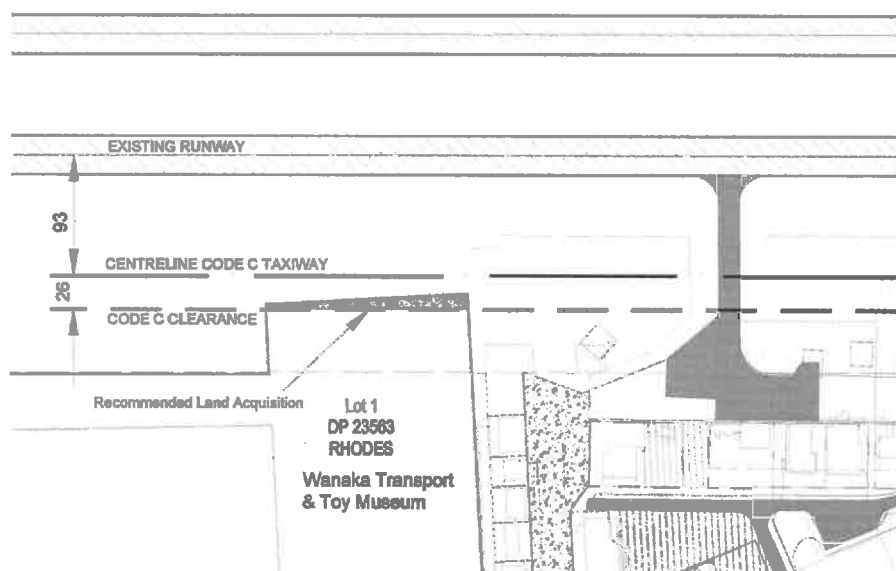 EXISTING RUNWAY
93
CENTRELINE CODE C TAXIWAY
26
CODE C CLEARANCE
Recommended Land Acquisition
Lot 1
DP 23563
RHODES
Wanaka Transport
& Toy Museum